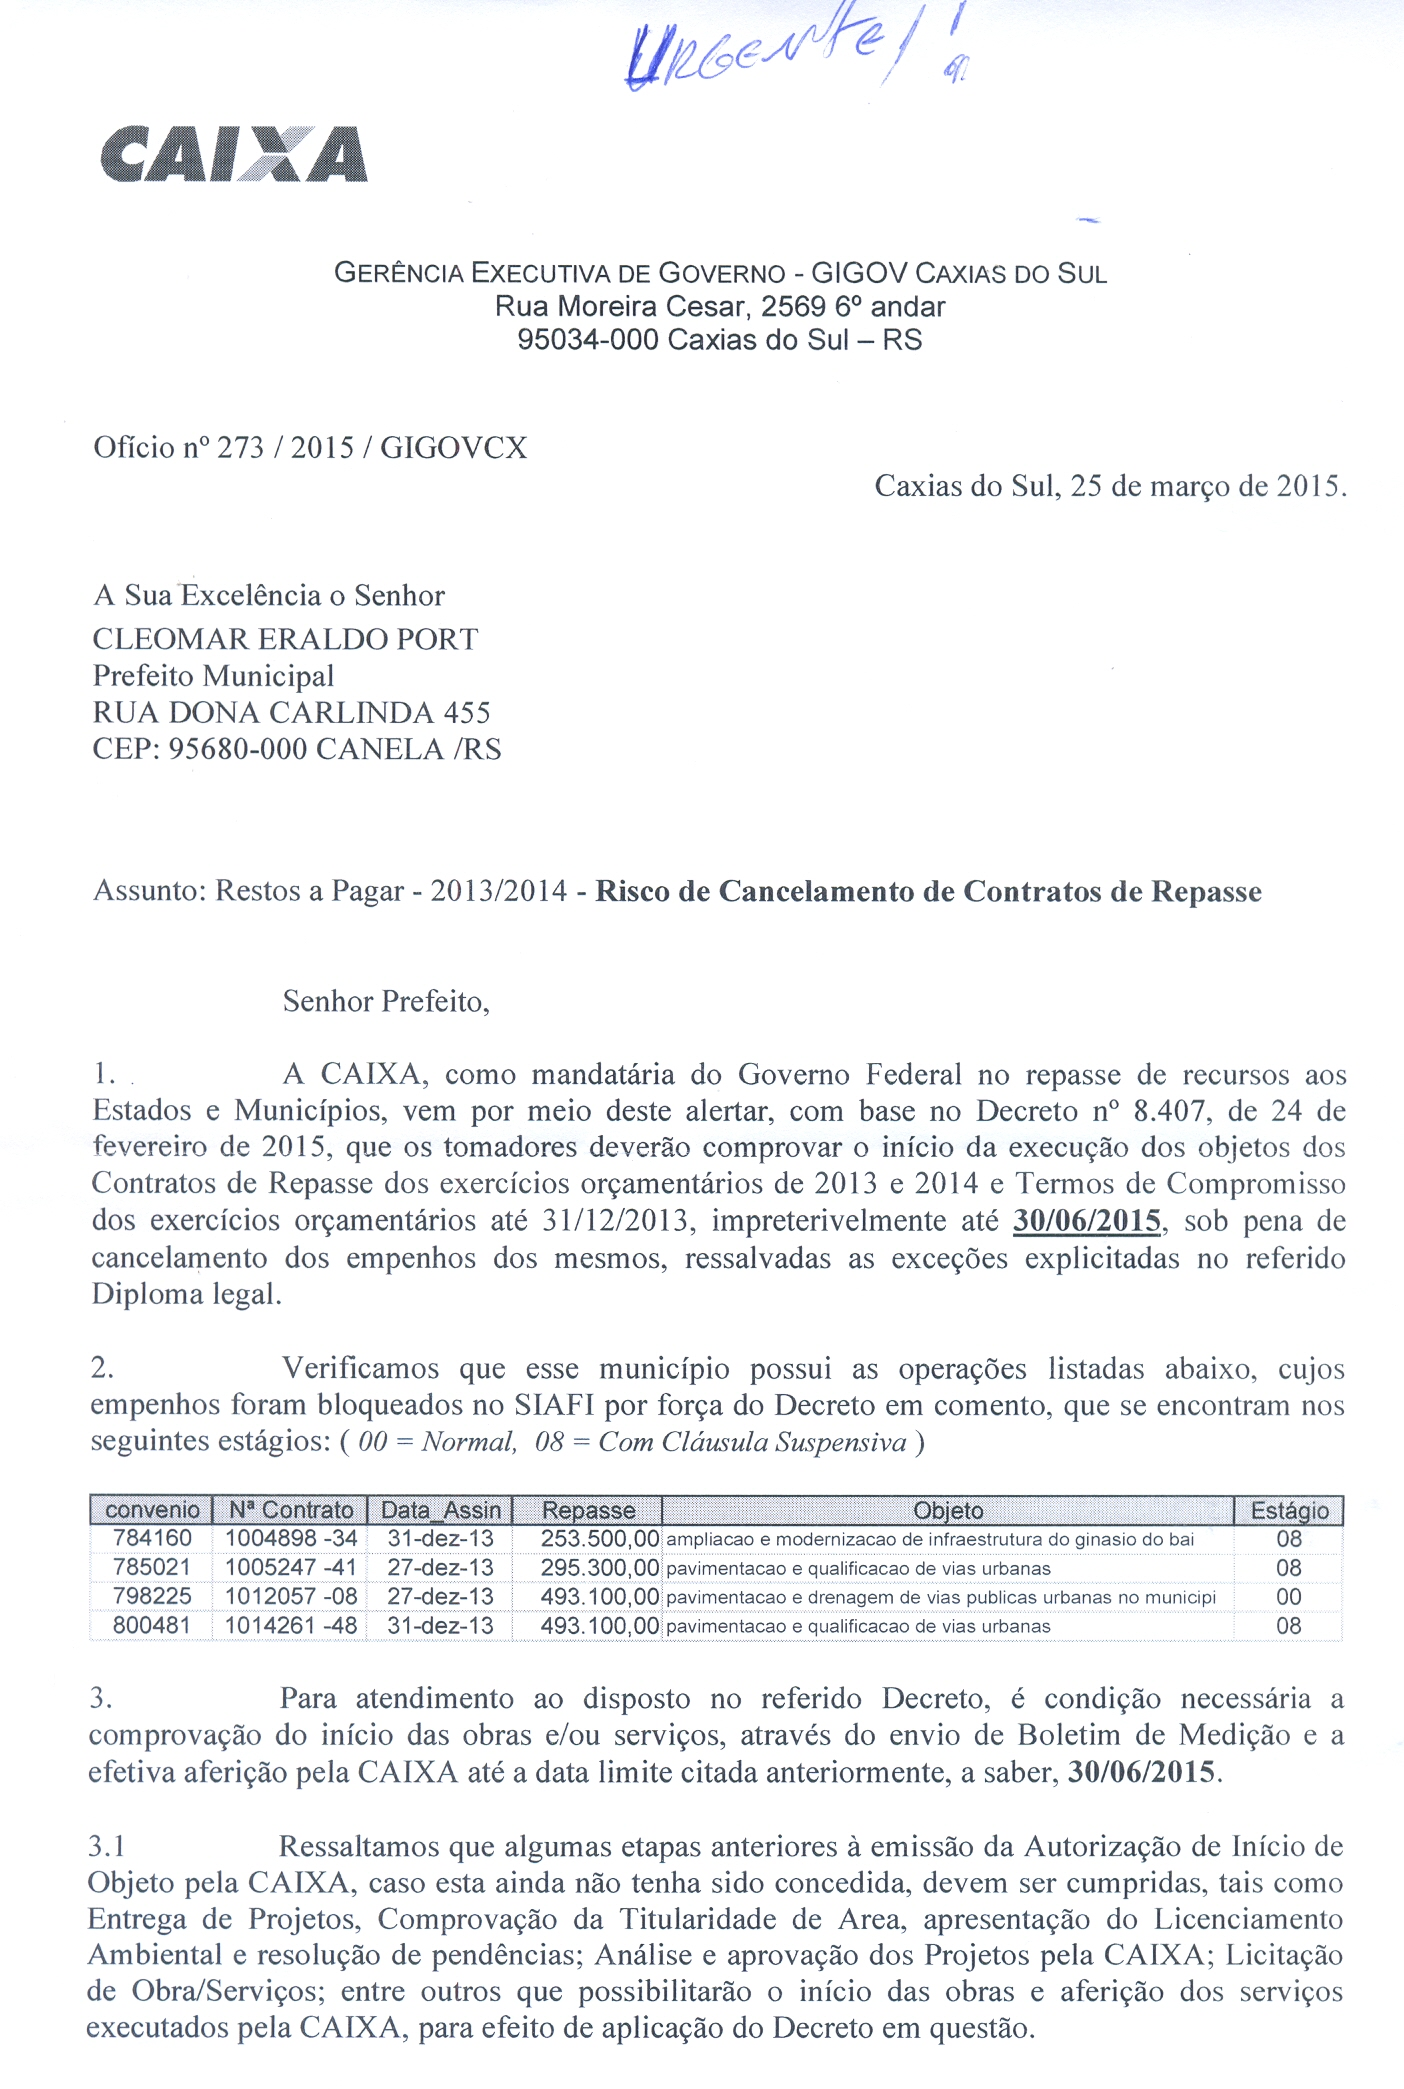 URGENTE!!
CAIXA
GERÊNCIA EXECUTIVA DE GOVERNO - GIGOV CAXIAS DO SUL
Rua Moreira Cesar, 2569 6º andar
95034-000 Caxias do Sul – RS
Ofício nº 273 / 2015 / GIGOVCX
Caxias do Sul, 25 de março de 2015.
A Sua Excelência o Senhor
CLEOMAR ERALDO PORT
Prefeito Municipal
RUA DONA CARLINDA 455
CEP: 95680-000 CANELA /RS
Assunto: Restos a Pagar - 2013/2014 - Risco de Cancelamento de Contratos de Repasse
Senhor Prefeito,
1. A CAIXA, como mandatária do Governo Federal no repasse de recursos aos
Estados e Municípios, vem por meio deste alertar, com base no Decreto nº 8.407, de 24 de
fevereiro de 2015, que os tomadores deverão comprovar o início da execução dos objetos dos
Contratos de Repasse dos exercícios orçamentários de 2013 e 2014 e Termos de Compromisso
dos exercícios orçamentários até 31/12/2013, impreterivelmente até 30/06/2015, sob pena de
cancelamento dos empenhos dos mesmos, ressalvadas as exceções explicitadas no referido
Diploma legal.
2. Verificamos que esse município possui as operações listadas abaixo, cujos
empenhos foram bloqueados no SIAFI por força do Decreto em comento, que se encontram nos
seguintes estágios: ( 00 = Normal, 08 = Com Cláusula Suspensiva )
convenio Nª Contrato Data_Assin Repasse Objeto Estágio
784160 1004898 -34 31-dez-13 253.500,00 ampliacao e modernizacao de infraestrutura do ginasio do bai 08
785021 1005247 -41 27-dez-13 295.300,00 pavimentacao e qualificacao de vias urbanas 08
798225 1012057 -08 27-dez-13 493.100,00 pavimentacao e drenagem de vias publicas urbanas no municipi 00
800481 1014261 -48 31-dez-13 493.100,00 pavimentacao e qualificacao de vias urbanas 08
3. Para atendimento ao disposto no referido Decreto, é condição necessária a
comprovação do início das obras e/ou serviços, através do envio de Boletim de Medição e a
efetiva aferição pela CAIXA até a data limite citada anteriormente, a saber, 30/06/2015.
3.1 Ressaltamos que algumas etapas anteriores à emissão da Autorização de Início de
Objeto pela CAIXA, caso esta ainda não tenha sido concedida, devem ser cumpridas, tais como
Entrega de Projetos, Comprovação da Titularidade de Area, apresentação do Licenciamento
Ambiental e resolução de pendências; Análise e aprovação dos Projetos pela CAIXA; Licitação
de Obra/Serviços; entre outros que possibilitarão o início das obras e aferição dos serviços
executados pela CAIXA, para efeito de aplicação do Decreto em questão.